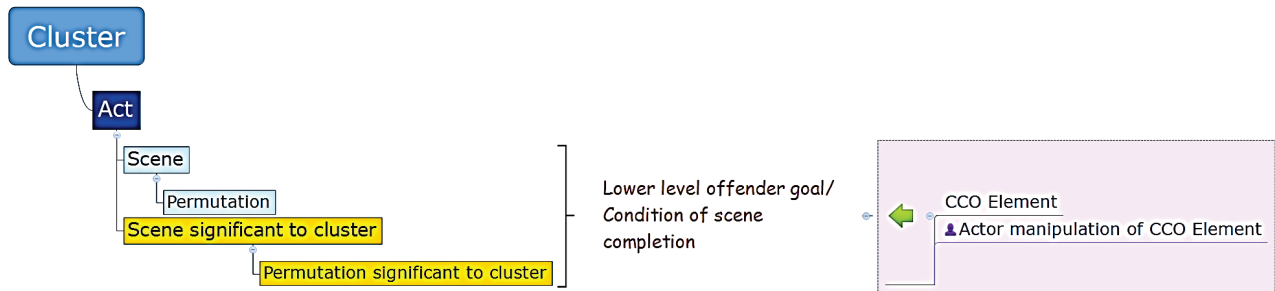 Cluster
Act
Scene
Permutation
Scene significant to cluster
Permutation significant to cluster
Lower level offender goal/
Condition of scene
completion
CCO Element
Actor manipulation of CCO Element